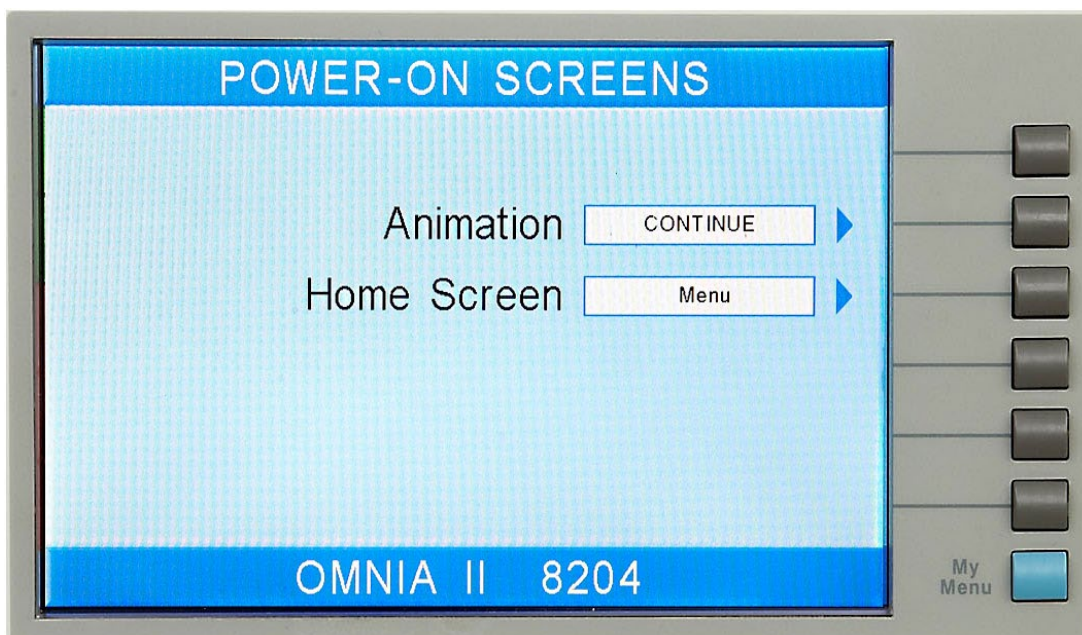 POWER-ON SCREENS
Animation CONTINUE
Home Screen Menu
OMNIA II 8204
My
Menu